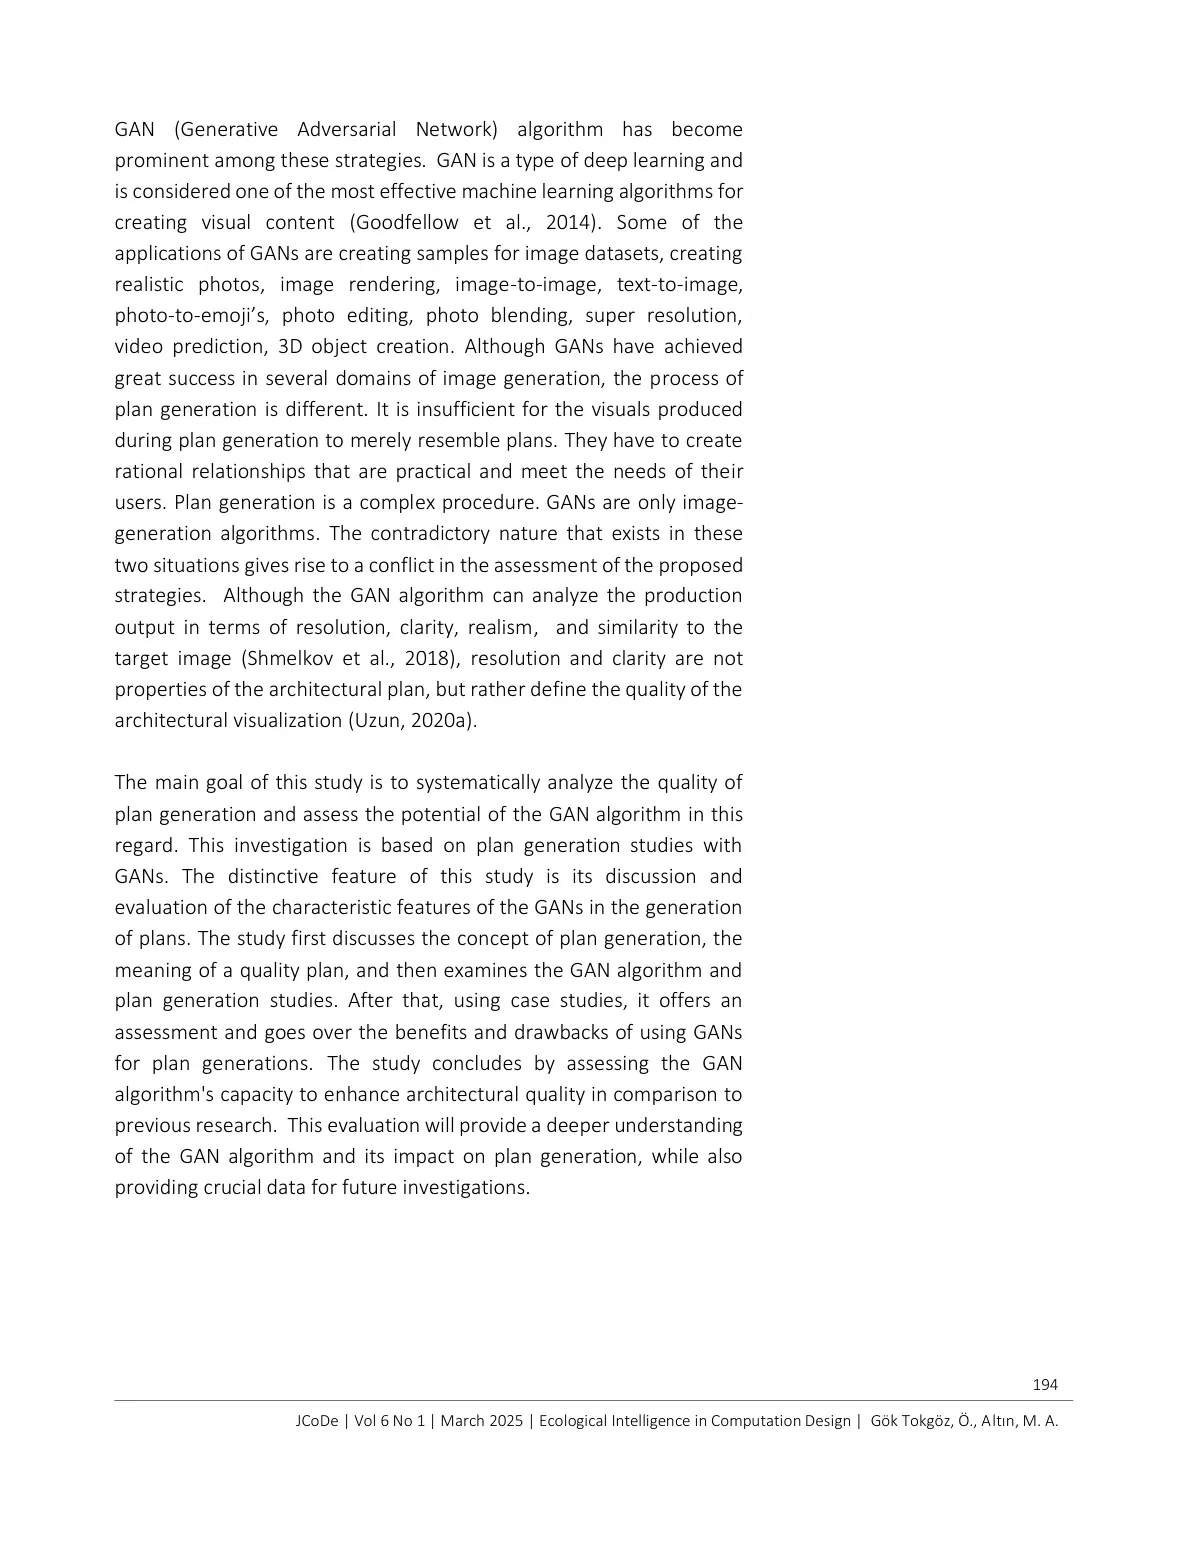 GAN (Generative Adversarial Network) algorithm has become
prominent among these strategies.  GAN is a type of deep learning and
is considered one of the most effective machine learning algorithms for
creating visual content (Goodfellow et al., 2014). Some of the
applications of GANs are creating samples for image datasets, creating
realistic photos, image rendering, image-to-image, text-to-image,
photo-to-emoji’s, photo editing, photo blending, super resolution,
video prediction, 3D object creation. Although GANs have achieved
great success in several domains of image generation, the process of
plan generation is different. It is insufficient for the visuals produced
during plan generation to merely resemble plans. They have to create
rational relationships that are practical and meet the needs of their
users. Plan generation is a complex procedure. GANs are only image-
generation algorithms. The contradictory nature that exists in these
two situations gives rise to a conflict in the assessment of the proposed
strategies.  Although the GAN algorithm can analyze the production
output in terms of resolution, clarity, realism,  and similarity to the
target image (Shmelkov et al., 2018), resolution and clarity are not
properties of the architectural plan, but rather define the quality of the
architectural visualization (Uzun, 2020a).
The main goal of this study is to systematically analyze the quality of
plan generation and assess the potential of the GAN algorithm in this
regard. This investigation is based on plan generation studies with
GANs. The distinctive feature of this study is its discussion and
evaluation of the characteristic features of the GANs in the generation
of plans. The study first discusses the concept of plan generation, the
meaning of a quality plan, and then examines the GAN algorithm and
plan generation studies. After that, using case studies, it offers an
assessment and goes over the benefits and drawbacks of using GANs
for plan generations. The study concludes by assessing the GAN
algorithm's capacity to enhance architectural quality in comparison to
previous research.  This evaluation will provide a deeper understanding
of the GAN algorithm and its impact on plan generation, while also
providing crucial data for future investigations.
194
JCoDe | Vol 6 No 1 | March 2025 | Ecological Intelligence in Computation Design |  Gök Tokgöz, Ö., Altın, M. A.